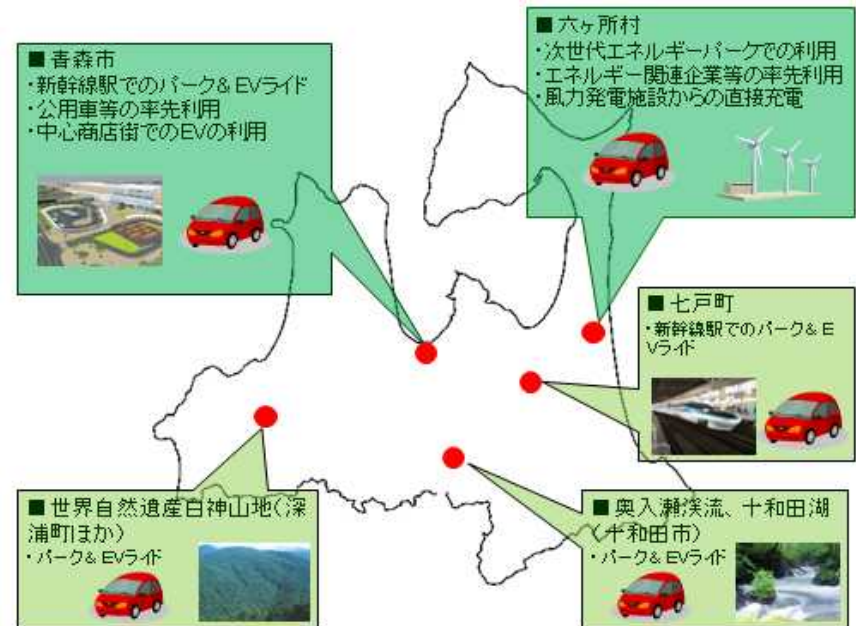 ■青森市
・新幹線駅でのパーク&EVライド
・公用車等の率先利用
・中心商店街でのEVの利用
■六ヶ所村
・次世代エネルギーパークでの利用
・エネルギー関連企業等の率先利用
・風力発電施設からの直接充電
■七戸町
・新幹線駅でのパーク&E
Vライド
■世界自然遺産白神山地(深
浦町ほか)
・パーク&EVライド
■奥入瀬渓流、十和田湖
(十和田市)
・パーク&EVライド